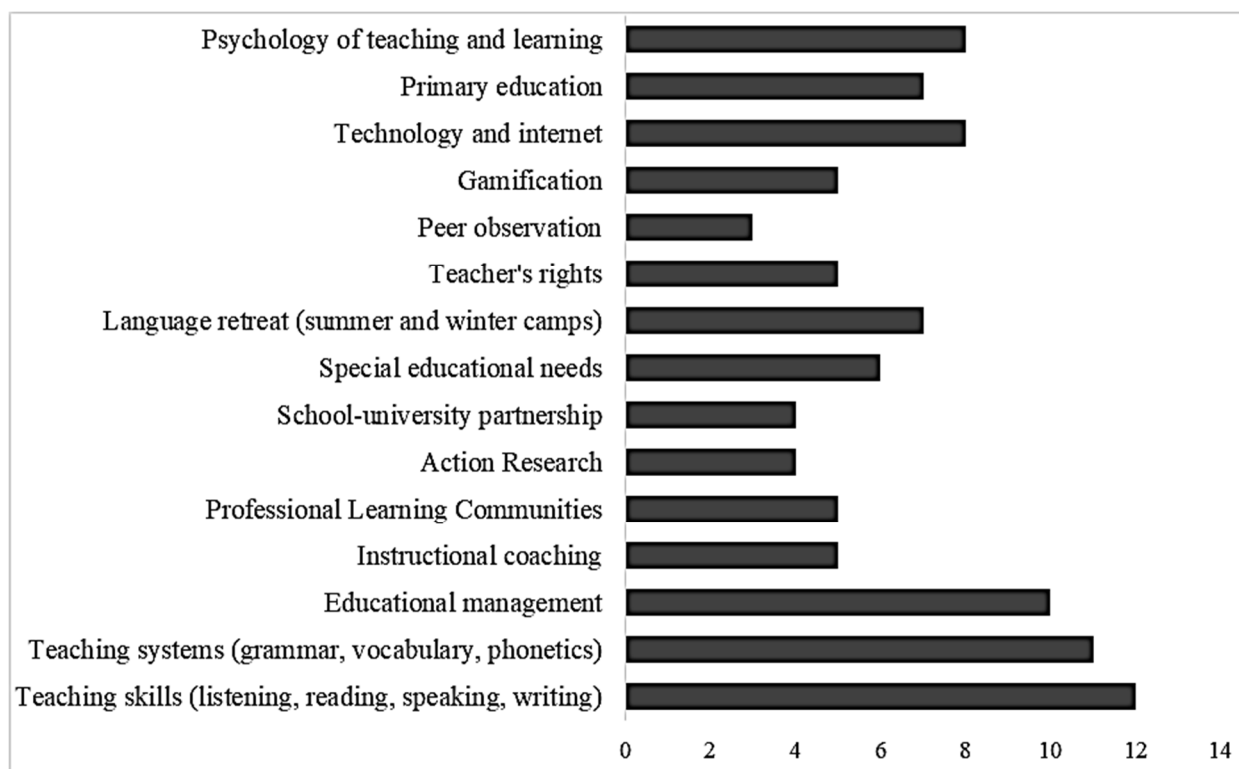 Psychology of teaching and learning
Primary education
Technology and internet
Gamification
Peer observation
Teacher's rights
Language retreat (summer and winter camps)
Special educational needs
School-university partnership
Action Research
Professional Learning Communities
Instructional coaching
Educational management
Teaching systems (grammar, vocabulary, phonetics)
Teaching skills (listening, reading, speaking, writing)
0 2 4 6 8 10 12 14